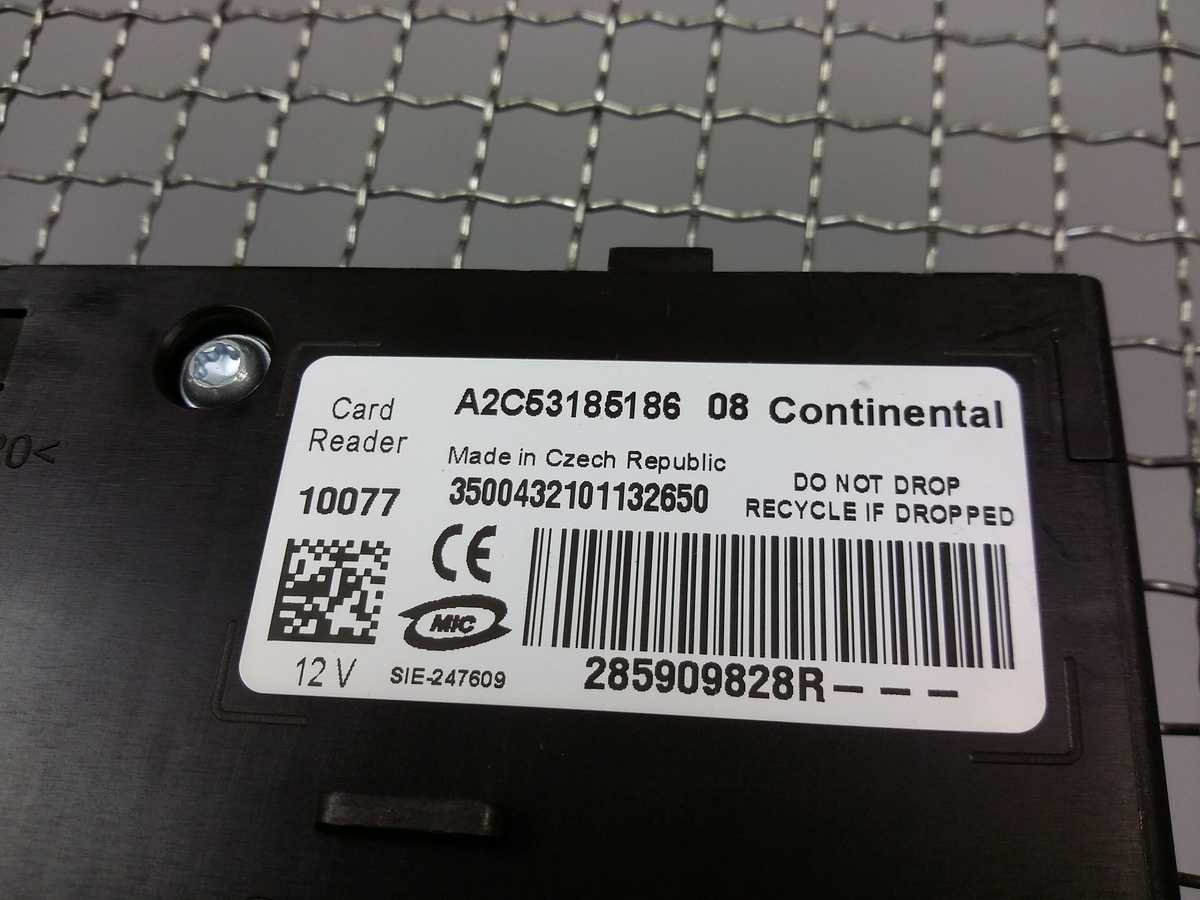 Card
Reader
10077
12 V
A2C53185186 08 Continental
Made in Czech Republic
3500432101132650
DO NOT DROP
RECYCLE IF DROPPED
CE
MIC
SIE-247609
285909828R– – – –